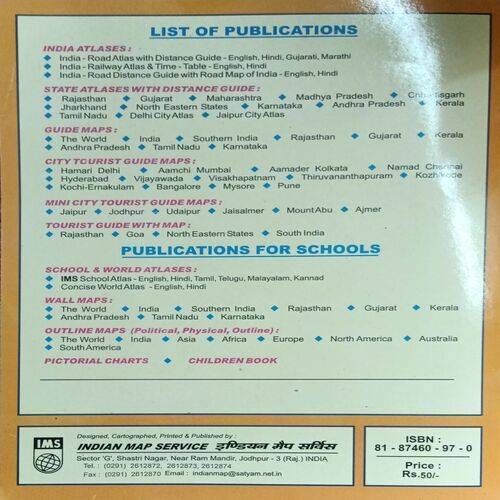 LIST OF PUBLICATIONS
INDIA ATLASES :
India - Road Atlas with Distance Guide - English, Hindi, Gujarati, Marathi
India - Railway Atlas & Time - Table - English, Hindi
India - Road Distance Guide with Road Map of India - English, Hindi
STATE ATLASES WITH DISTANCE GUIDE :
Rajasthan Gujarat Maharashtra Madhya Pradesh Chhattisgarh
Jharkhand North Eastern States Karnataka Andhra Pradesh Kerala
Tamil Nadu Delhi City Atlas Jaipur City Atlas
GUIDE MAPS :
The World India Southern India Rajasthan Gujarat Kerala
Andhra Pradesh Tamil Nadu Karnataka
CITY TOURIST GUIDE MAPS :
Hamari Delhi Aamchi Mumbai Aamader Kolkata Namad Chennai
Hyderabad Vijayawada Visakhapatnam Thiruvananthapuram Kozhikode
Kochi-Ernakulam Bangalore Mysore Pune
MINI CITY TOURIST GUIDE MAPS :
Jaipur Jodhpur Udaipur Jaisalmer Mount Abu Ajmer
TOURIST GUIDE WITH MAP :
Rajasthan Goa North Eastern States South India
PUBLICATIONS FOR SCHOOLS
SCHOOL & WORLD ATLASES :
IMS School Atlas - English, Hindi, Tamil, Telugu, Malayalam, Kannad
Concise World Atlas - English, Hindi
WALL MAPS :
The World India Southern India Rajasthan Gujarat Kerala
Andhra Pradesh Tamil Nadu Karnataka
OUTLINE MAPS (Political, Physical, Outline) :
The World India Asia Africa Europe North America Australia
South America
PICTORIAL CHARTS CHILDREN BOOK
IMS
Designed, Cartographed, Printed & Published by :
INDIAN MAP SERVICE इण्डियन मैप सर्विस
Sector 'G', Shastri Nagar, Near Ram Mandir, Jodhpur - 3 (Raj.) INDIA
Tel. : (0291) 2612872, 2612873, 2612874
Fax : (0291) 2612870 Email : indianmap@satyam.net.in
ISBN :
81 - 87460 - 97 - 0
Price :
Rs.50/-